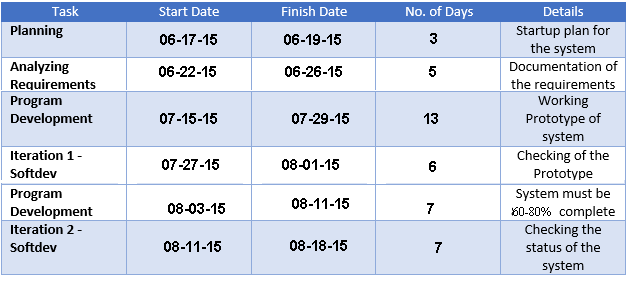 Task Start Date Finish Date No. of Days Details
Planning 06-17-15 06-19-15 3 Startup plan for
the system
Analyzing 06-22-15 06-26-15 5 Documentation of
Requirements the requirements
Program 07-15-15 07-29-15 13 Working
Development Prototype of
system
Iteration 1 - 07-27-15 08-01-15 6 Checking of the
Softdev Prototype
Program 08-03-15 08-11-15 7 System must be
Development 60-80% complete
Iteration 2 - 08-11-15 08-18-15 7 Checking the
Softdev status of the
system